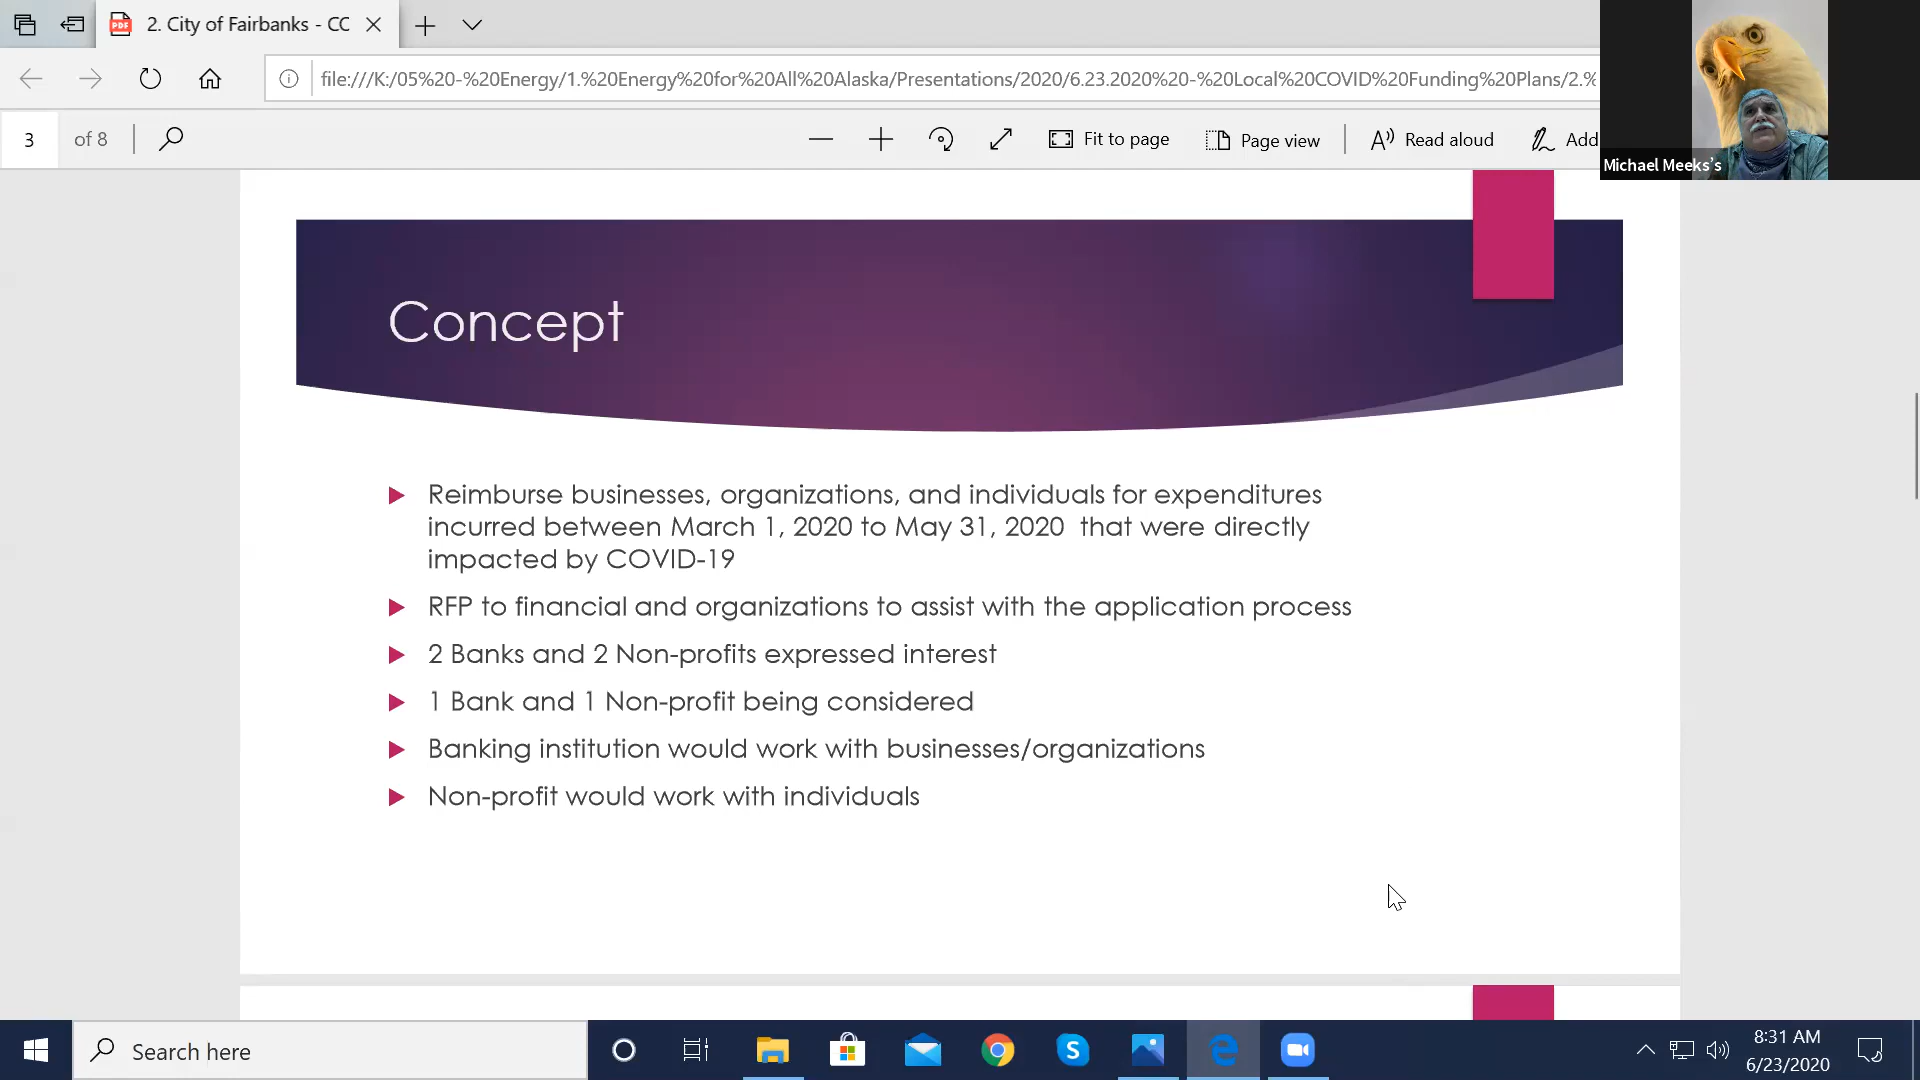 2. City of Fairbanks - CC
file:///K:/05%20-%20Energy/1.%20Energy%20for%20All%20Alaska/Presentations/2020/6.23.2020%20-%20Local%20COVID%20Funding%20Plans/2.%
Michael Meeks's
3 of 8
Fit to page
Page view
Read aloud
Add
Concept
Reimburse businesses, organizations, and individuals for expenditures
incurred between March 1, 2020 to May 31, 2020 that were directly
impacted by COVID-19
RFP to financial and organizations to assist with the application process
2 Banks and 2 Non-profits expressed interest
1 Bank and 1 Non-profit being considered
Banking institution would work with businesses/organizations
Non-profit would work with individuals
Search here
8:31 AM
6/23/2020